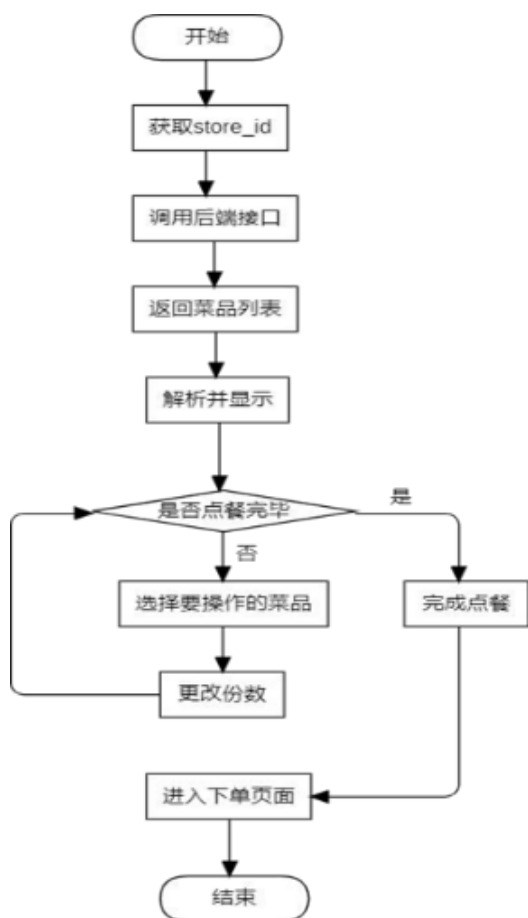 开始
获取store_id
调用后端接口
返回菜品列表
解析并显示
是否点餐完毕
是
否
选择要操作的菜品
完成点餐
更改份数
进入下单页面
结束